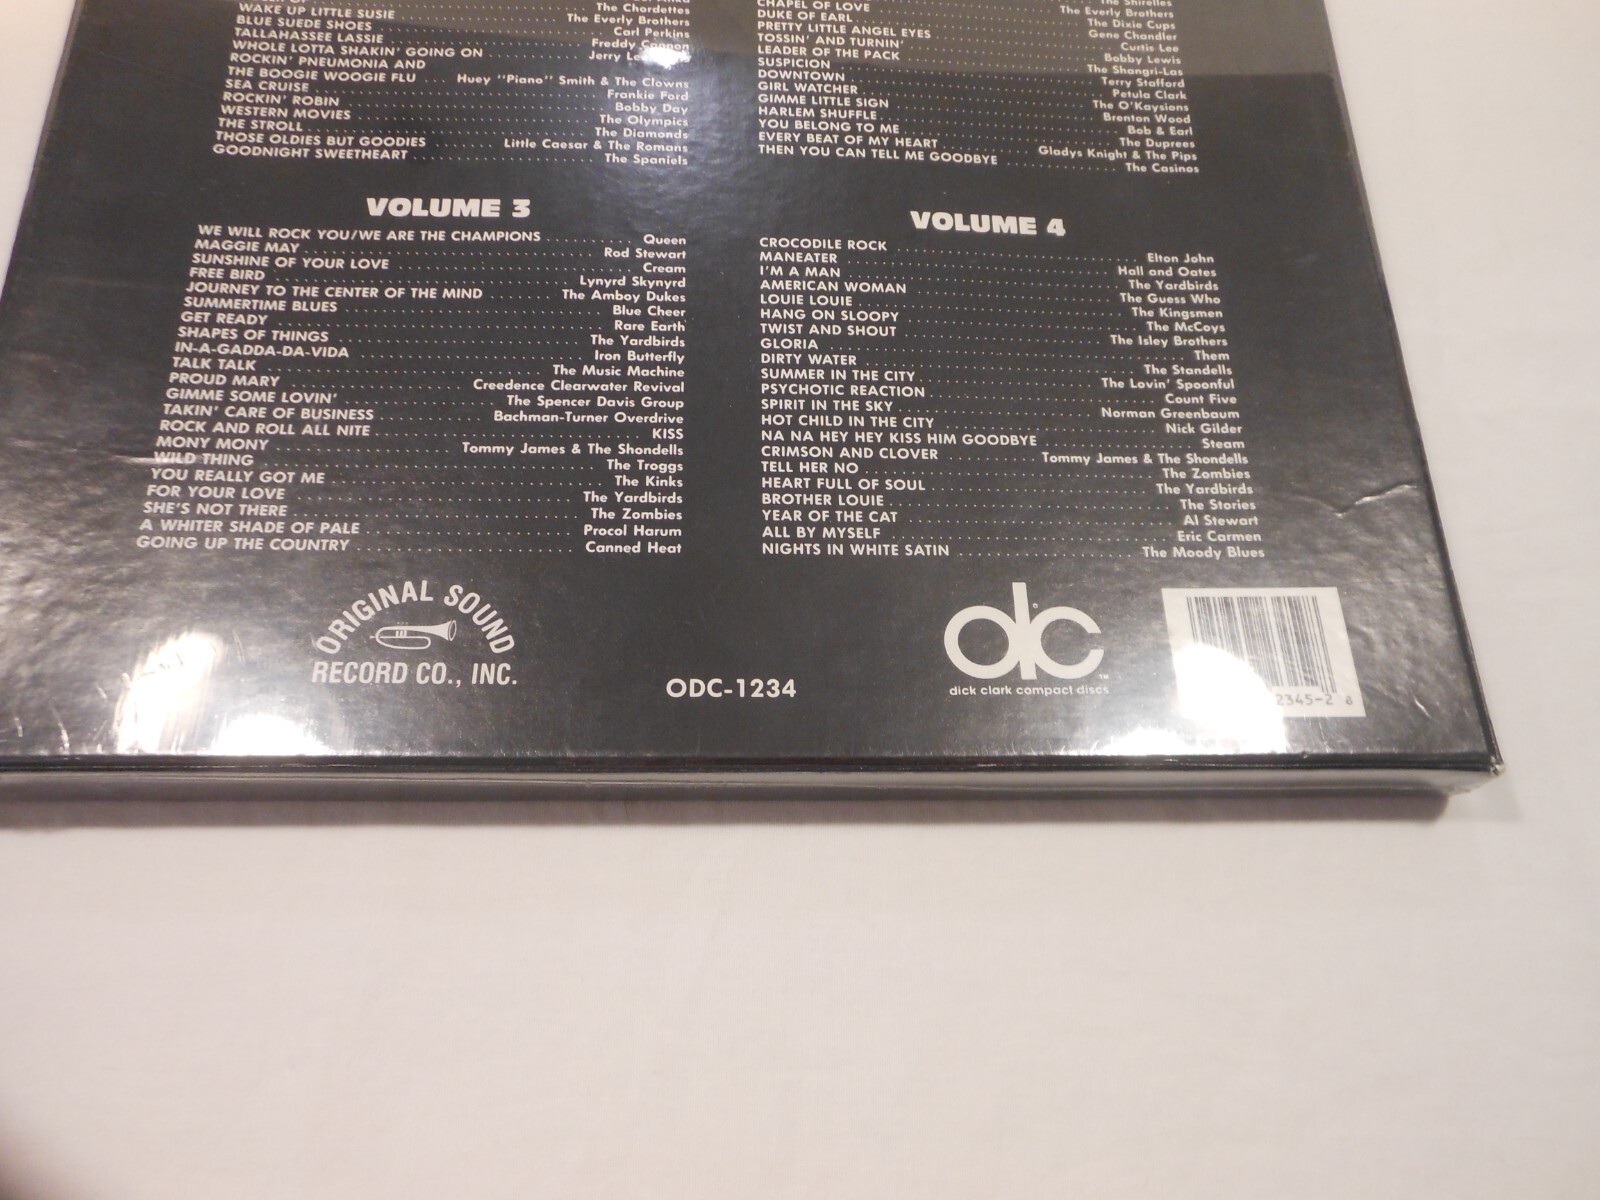 The Chordettes
WAKE UP LITTLE SUSIE The Everly Brothers
BLUE SUEDE SHOES Carl Perkins
TALLAHASSEE LASSIE Freddy Cannon
WHOLE LOTTA SHAKIN' GOING ON Jerry
ROCKIN' PNEUMONIA AND
THE BOOGIE WOOGIE FLU Huey "Piano" Smith & The Clowns
SEA CRUISE Frankie Ford
ROCKIN' ROBIN Bobby Day
WESTERN MOVIES The Olympics
THE STROLL The Diamonds
THOSE OLDIES BUT GOODIES Little Caesar & The Romans
GOODNIGHT SWEETHEART The Spaniels
The Shirelles
The Everly Brothers
CHAPEL OF LOVE The Dixie Cups
DUKE OF EARL Gene Chandler
PRETTY LITTLE ANGEL EYES Curtis Lee
TOSSIN' AND TURNIN' Bobby Lewis
LEADER OF THE PACK The Shangri-Las
SUSPICION Terry Stafford
DOWNTOWN Petula Clark
GIRL WATCHER The O'Kaysions
GIMME LITTLE SIGN Brenton Wood
HARLEM SHUFFLE Bob & Earl
YOU BELONG TO ME The Duprees
EVERY BEAT OF MY HEART Gladys Knight & The Pips
THEN YOU CAN TELL ME GOODBYE The Casinos
VOLUME 3
WE WILL ROCK YOU/WE ARE THE CHAMPIONS Queen
MAGGIE MAY Rod Stewart
SUNSHINE OF YOUR LOVE Cream
FREE BIRD Lynyrd Skynyrd
JOURNEY TO THE CENTER OF THE MIND The Amboy Dukes
SUMMERTIME BLUES Blue Cheer
GET READY Rare Earth
SHAPES OF THINGS The Yardbirds
IN-A-GADDA-DA-VIDA Iron Butterfly
TALK TALK The Music Machine
PROUD MARY Creedence Clearwater Revival
GIMME SOME LOVIN' The Spencer Davis Group
TAKIN' CARE OF BUSINESS Bachman-Turner Overdrive
ROCK AND ROLL ALL NITE KISS
MONY MONY Tommy James & The Shondells
WILD THING The Troggs
YOU REALLY GOT ME The Kinks
FOR YOUR LOVE The Yardbirds
SHE'S NOT THERE The Zombies
A WHITER SHADE OF PALE Procol Harum
GOING UP THE COUNTRY Canned Heat
VOLUME 4
CROCODILE ROCK Elton John
MANEATER Hall and Oates
I'M A MAN The Yardbirds
AMERICAN WOMAN The Guess Who
LOUIE LOUIE The Kingsmen
HANG ON SLOOPY The McCoys
TWIST AND SHOUT The Isley Brothers
GLORIA Them
DIRTY WATER The Standells
SUMMER IN THE CITY The Lovin' Spoonful
PSYCHOTIC REACTION Count Five
SPIRIT IN THE SKY Norman Greenbaum
HOT CHILD IN THE CITY Nick Gilder
NA NA HEY HEY KISS HIM GOODBYE Steam
CRIMSON AND CLOVER Tommy James & The Shondells
TELL HER NO The Zombies
HEART FULL OF SOUL The Yardbirds
BROTHER LOUIE The Stories
YEAR OF THE CAT Al Stewart
ALL BY MYSELF Eric Carmen
NIGHTS IN WHITE SATIN The Moody Blues
ORIGINAL SOUND
RECORD CO., INC.
ODC-1234
dc
dick clark compact discs
2345-2 8